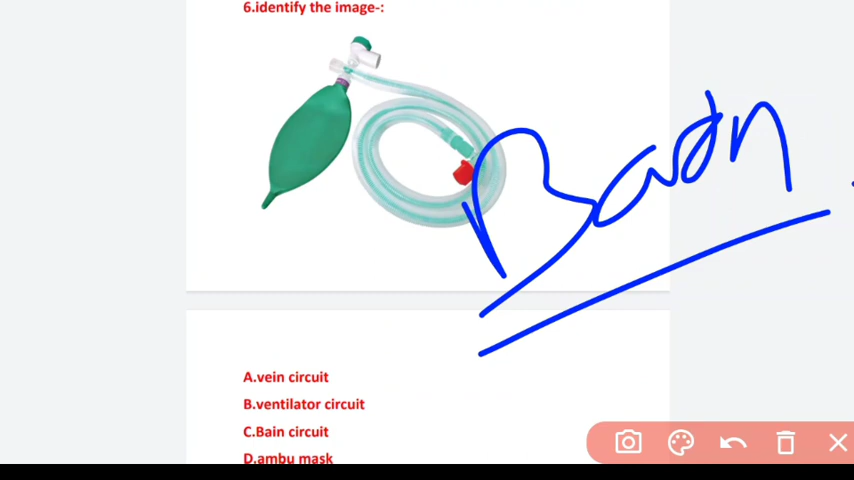 6.identify the image-:
Bain
A.vein circuit
B.ventilator circuit
C.Bain circuit
D.ambu mask